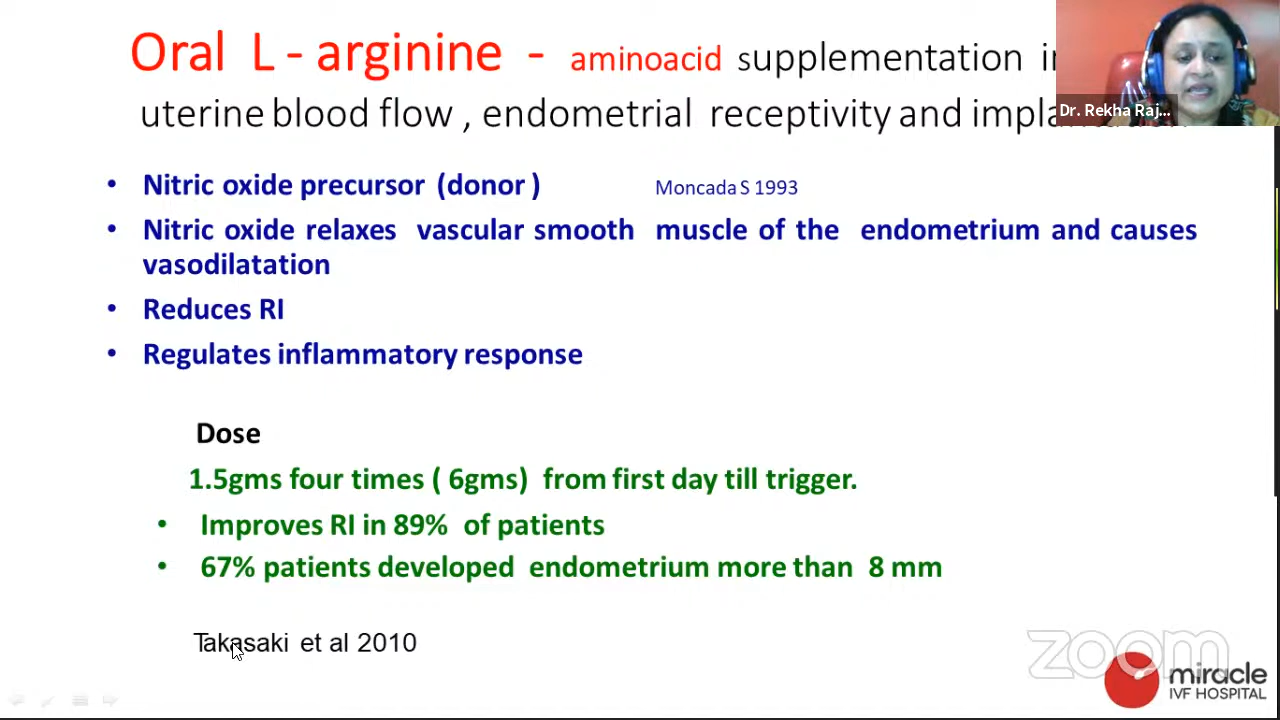 Oral L - arginine - aminoacid supplementation
uterine blood flow , endometrial receptivity and
Dr. Rekha Raj...
• Nitric oxide precursor (donor ) Moncada S 1993
• Nitric oxide relaxes vascular smooth muscle of the endometrium and causes
vasodilatation
• Reduces RI
• Regulates inflammatory response
Dose
1.5gms four times ( 6gms) from first day till trigger.
• Improves RI in 89% of patients
• 67% patients developed endometrium more than 8 mm
Takasaki et al 2010
zoom
miracle
IVF HOSPITAL